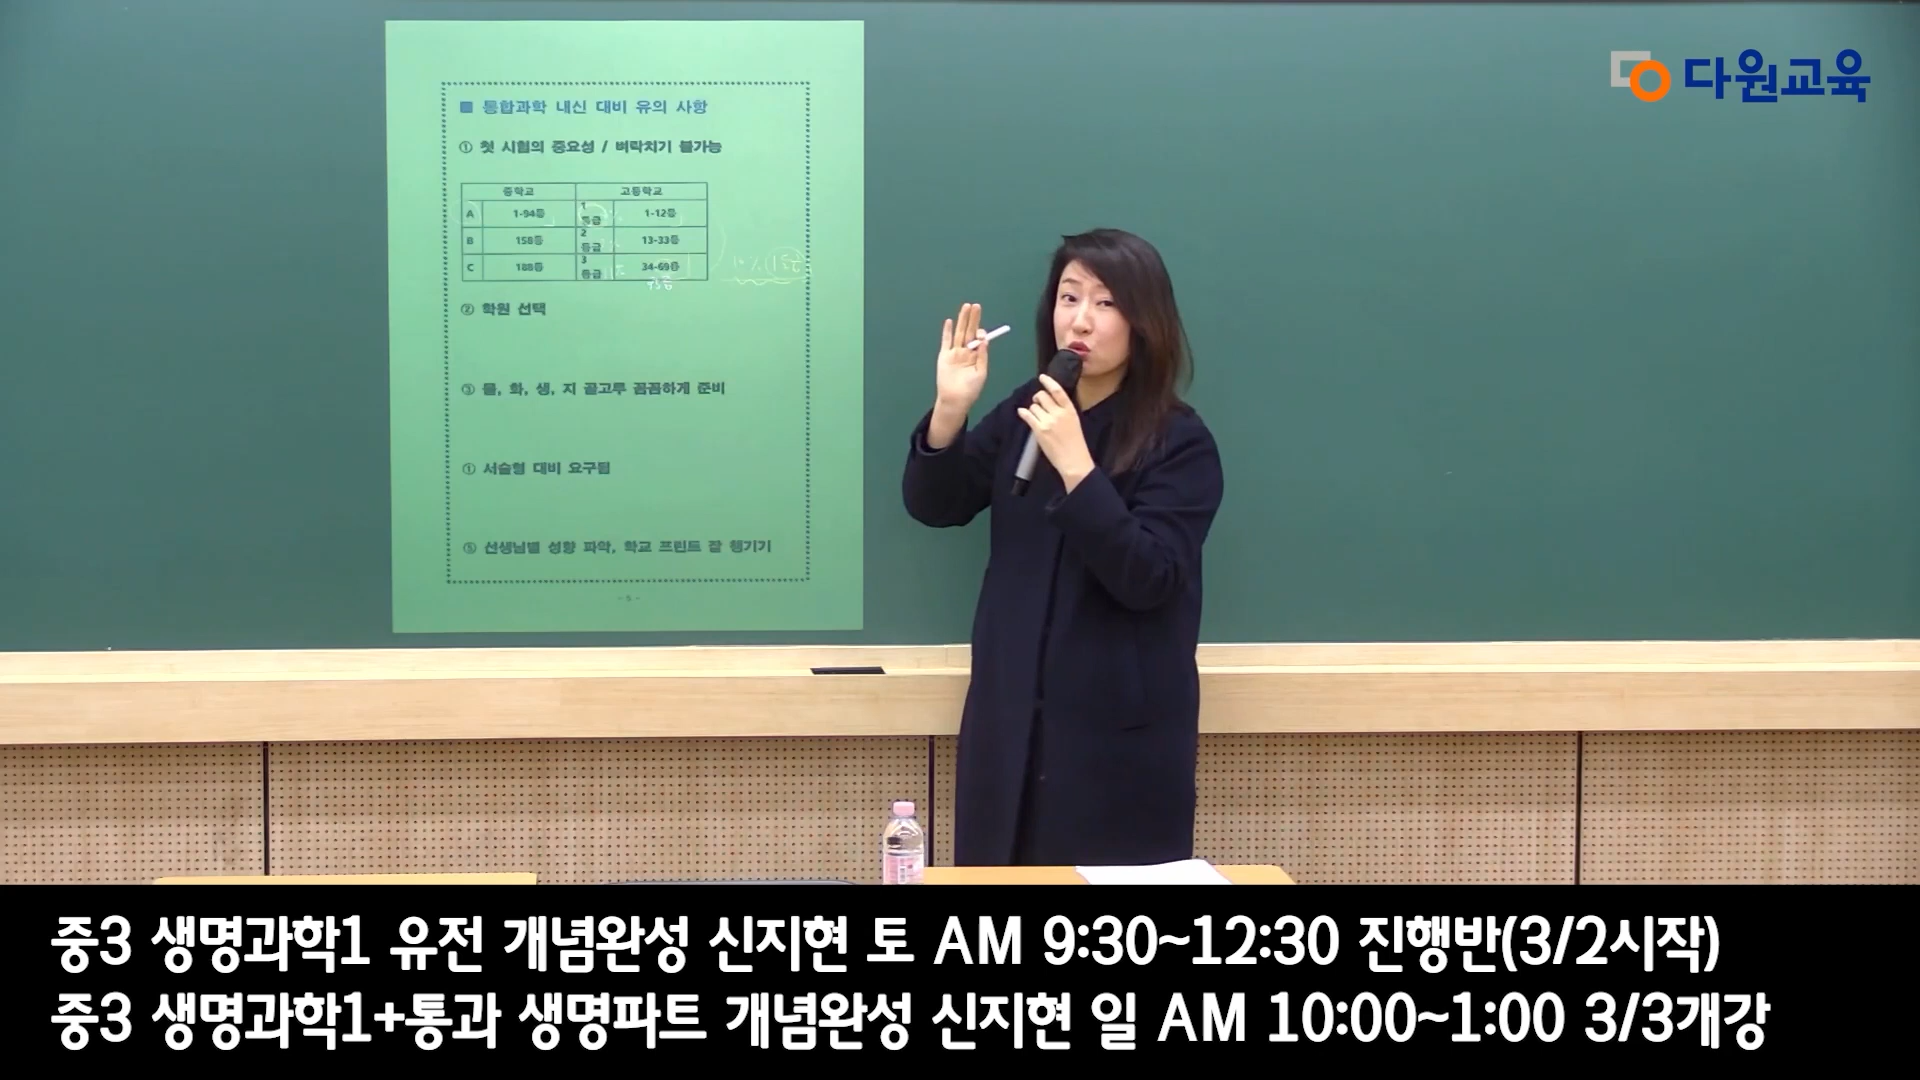 다원교육
■ 통합과학 내신 대비 유의 사항
① 첫 시험의 중요성 / 벼락치기 불가능
중학교 고등학교
A 1-94등 1등급 1-12등
B 158등 2등급 13-33등
C 188등 3등급 34-69등
② 학원 선택
③ 물, 화, 생, 지 골고루 꼼꼼하게 준비
① 서술형 대비 요구됨
⑤ 선생님별 성향 파악, 학교 프린트 잘 챙기기
- 5 -
중3 생명과학1 유전 개념완성 신지현 토 AM 9:30~12:30 진행반(3/2시작)
중3 생명과학1+통과 생명파트 개념완성 신지현 일 AM 10:00~1:00 3/3개강